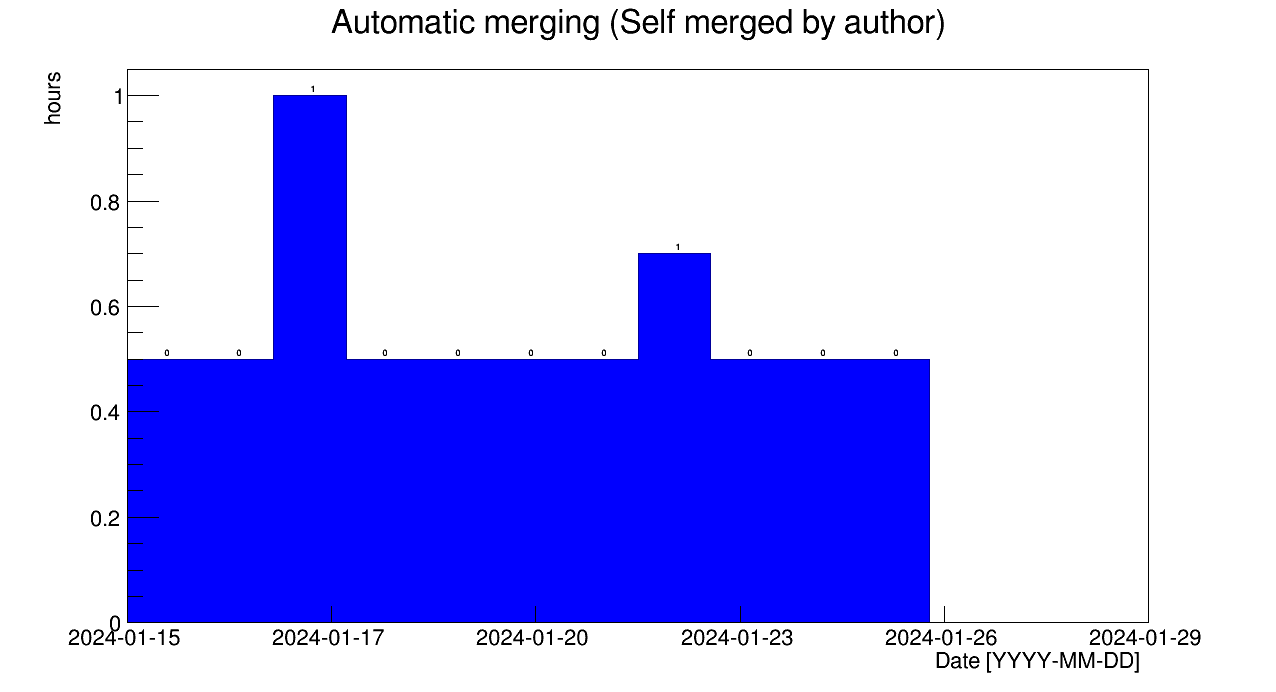 Automatic merging (Self merged by author)
hours
1
0.8
0.6
0.4
0.2
0
0 0 1 0 0 0 0 1 0 0 0
2024-01-15 2024-01-17 2024-01-20 2024-01-23 2024-01-26 2024-01-29
Date [YYYY-MM-DD]